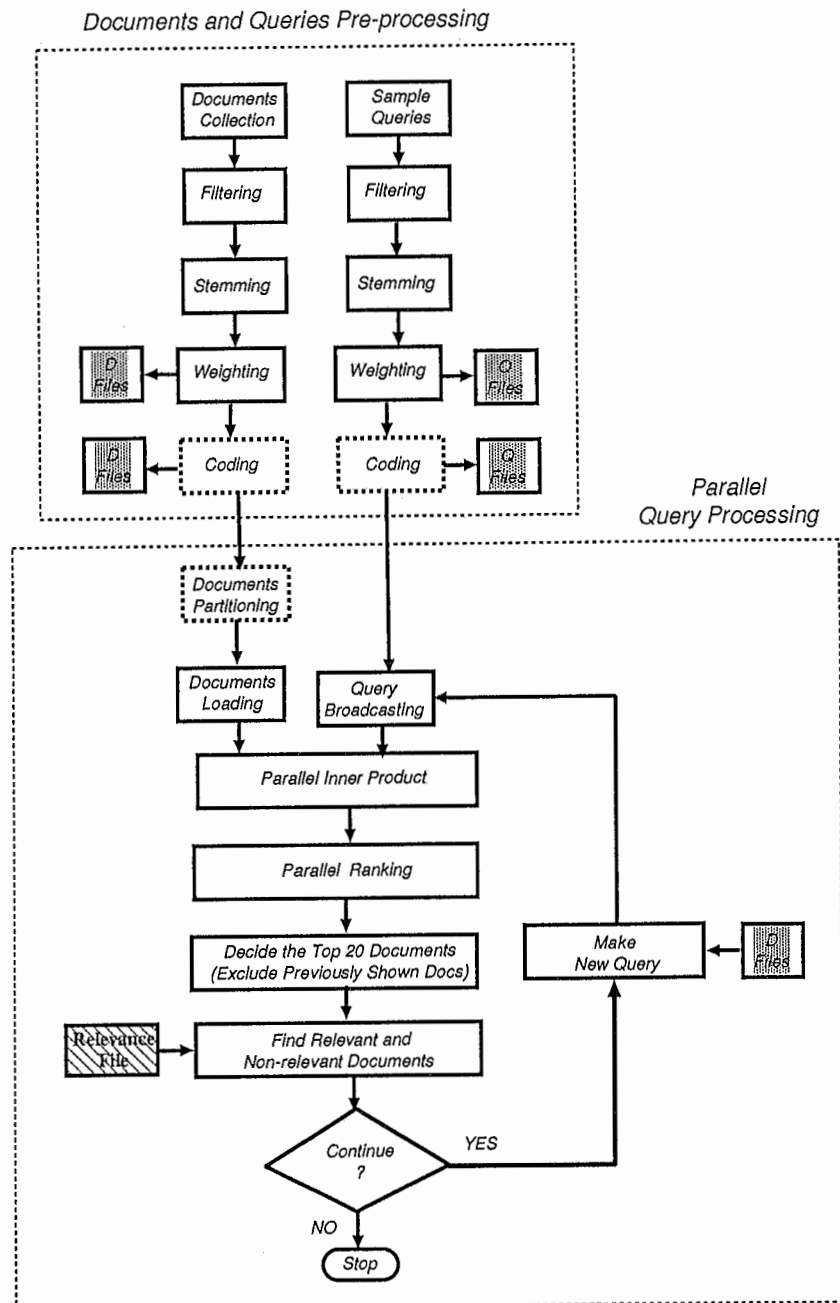 Documents and Queries Pre-processing
Documents
Collection
Sample
Queries
Filtering
Filtering
Stemming
Stemming
D
Files
Weighting
Weighting
Q
Files
D
Files
Coding
Coding
Q
Files
Parallel
Query Processing
Documents
Partitioning
Documents
Loading
Query
Broadcasting
Parallel Inner Product
Parallel Ranking
Decide the Top 20 Documents
(Exclude Previously Shown Docs)
Make
New Query
D
Files
Relevance
File
Find Relevant and
Non-relevant Documents
Continue
?
YES
NO
Stop